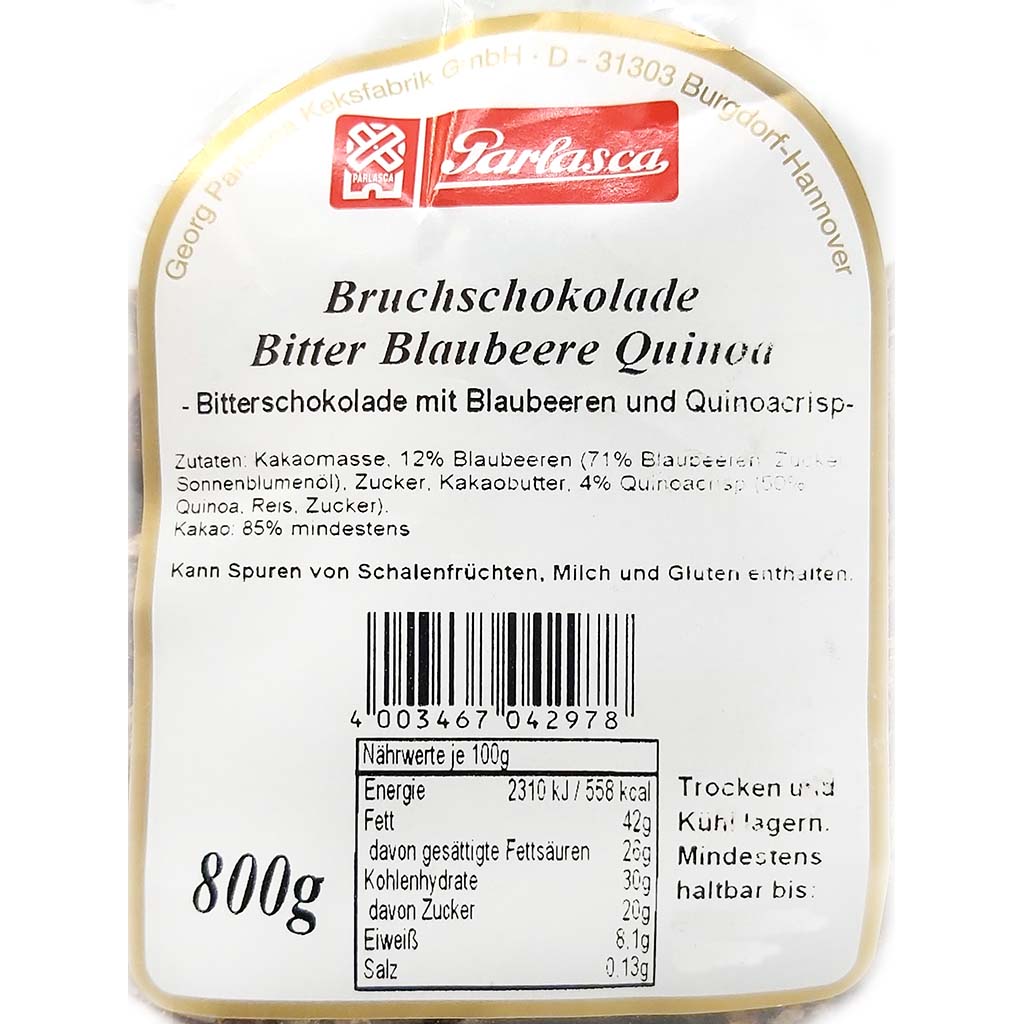 Georg Keksfabrik GmbH · D - 31303 Burgdorf-Hannover
PARLASCA
Parlasca
Bruchschokolade
Bitter Blaubeere Quinoa
- Bitterschokolade mit Blaubeeren und Quinoacrisp-
Zutaten: Kakaomasse, 12% Blaubeeren (71% Blaubeeren, Zucker
Sonnenblumenöl), Zucker, Kakaobutter, 4% Quinoacrisp (50%
Quinoa, Reis, Zucker).
Kakao: 85% mindestens
Kann Spuren von Schalenfrüchten, Milch und Gluten enthalten.
4 003467 042978
Nährwerte je 100g
Energie 2310 kJ / 558 kcal
Fett 42g
davon gesättigte Fettsäuren 26g
Kohlenhydrate 30g
davon Zucker 20g
Eiweiß 8.1g
Salz 0.13g
Trocken und
Kühl lagern.
Mindestens
haltbar bis:
800g